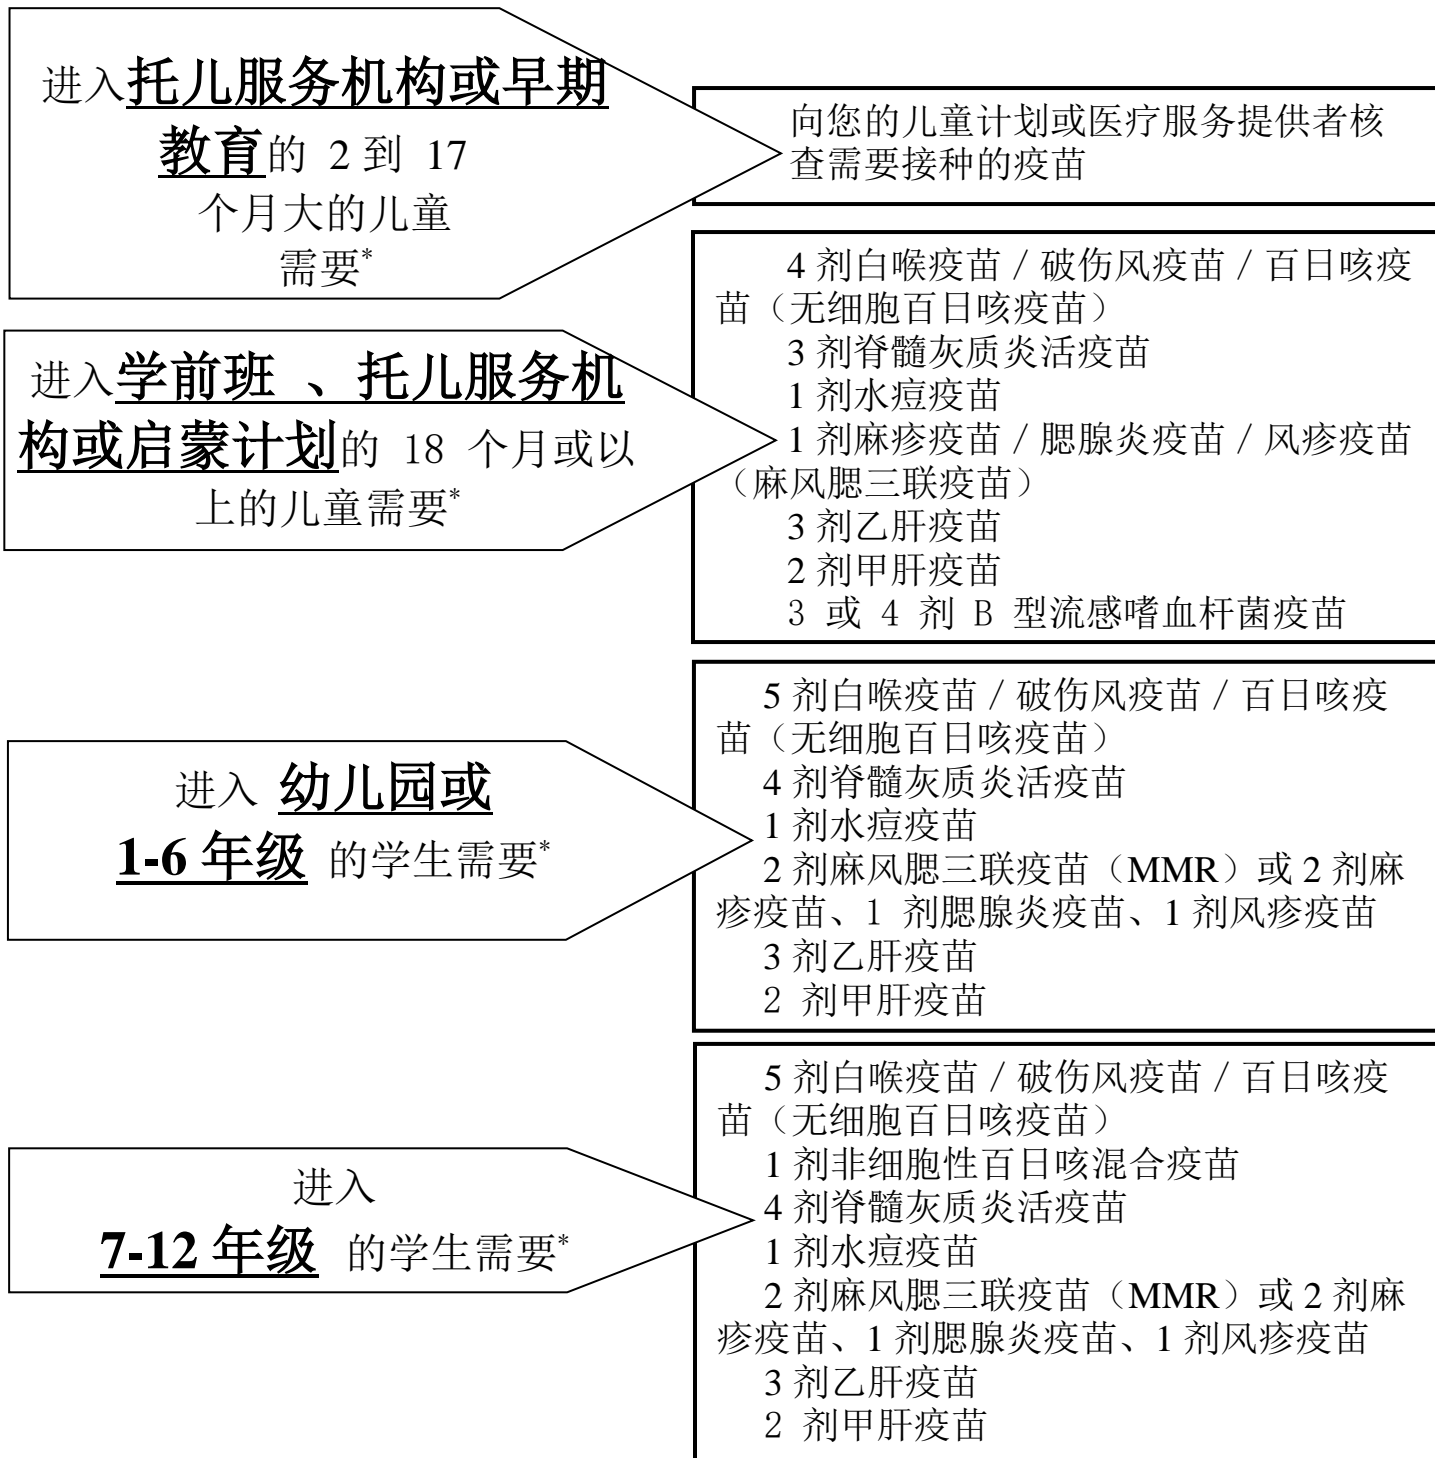 进入托儿服务机构或早期
教育的 2 到 17
个月大的儿童
需要*
向您的儿童计划或医疗服务提供者核
查需要接种的疫苗
进入学前班 、托儿服务机
构或启蒙计划的 18 个月或以
上的儿童需要*
4 剂白喉疫苗 / 破伤风疫苗 / 百日咳疫
苗（无细胞百日咳疫苗）
3 剂脊髓灰质炎活疫苗
1 剂水痘疫苗
1 剂麻疹疫苗 / 腮腺炎疫苗 / 风疹疫苗
（麻风腮三联疫苗）
3 剂乙肝疫苗
2 剂甲肝疫苗
3 或 4 剂 B 型流感嗜血杆菌疫苗
进入 幼儿园或
1-6 年级 的学生需要*
5 剂白喉疫苗 / 破伤风疫苗 / 百日咳疫
苗（无细胞百日咳疫苗）
4 剂脊髓灰质炎活疫苗
1 剂水痘疫苗
2 剂麻风腮三联疫苗（MMR）或 2 剂麻
疹疫苗、1 剂腮腺炎疫苗、1 剂风疹疫苗
3 剂乙肝疫苗
2 剂甲肝疫苗
进入
7-12 年级 的学生需要*
5 剂白喉疫苗 / 破伤风疫苗 / 百日咳疫
苗（无细胞百日咳疫苗）
1 剂非细胞性百日咳混合疫苗
4 剂脊髓灰质炎活疫苗
1 剂水痘疫苗
2 剂麻风腮三联疫苗（MMR）或 2 剂麻
疹疫苗、1 剂腮腺炎疫苗、1 剂风疹疫苗
3 剂乙肝疫苗
2 剂甲肝疫苗